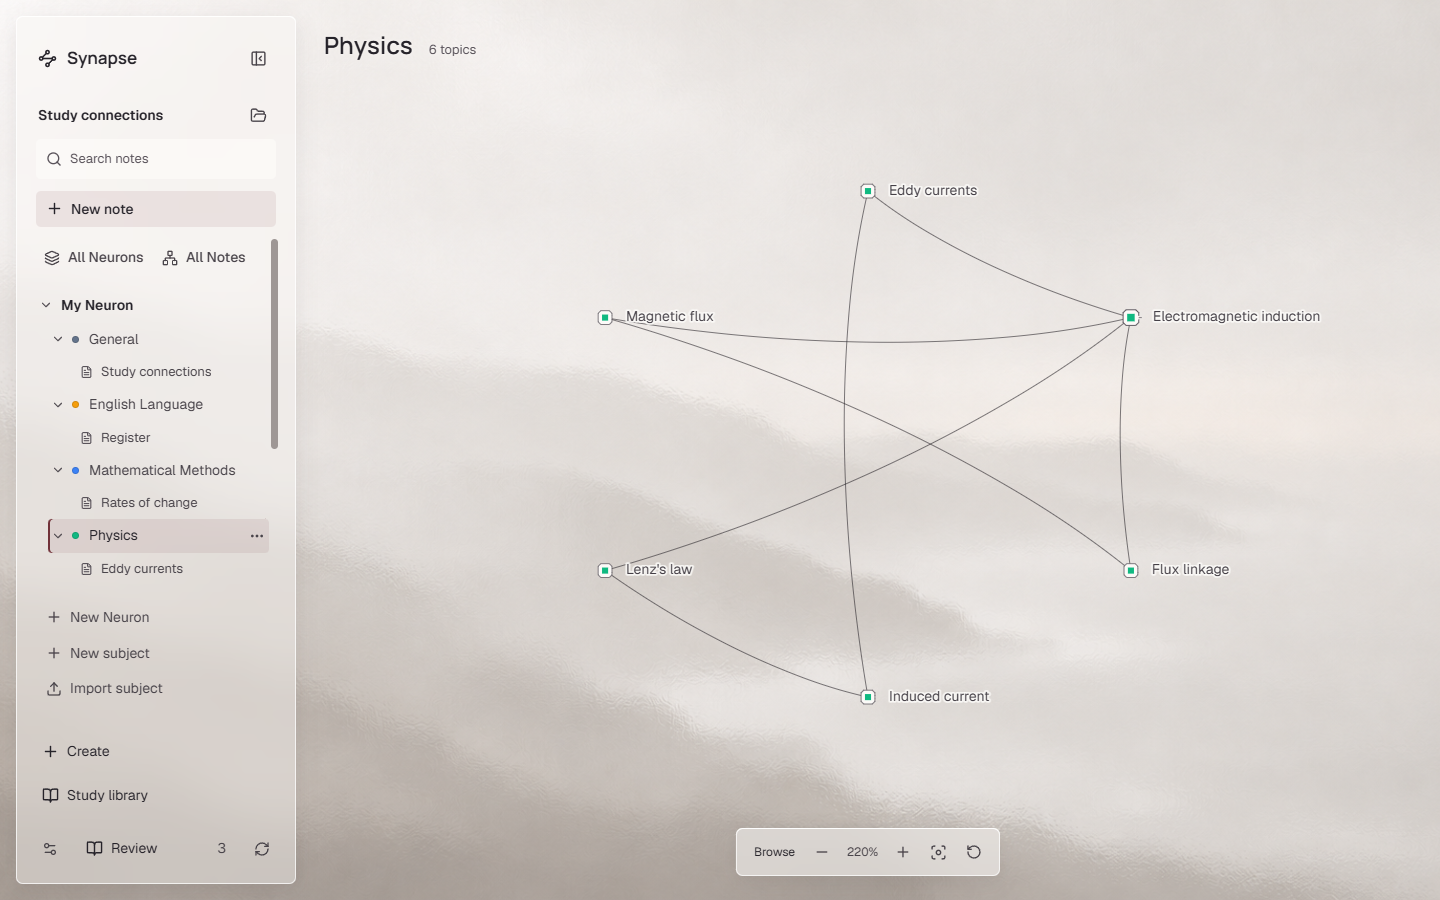 Synapse
Study connections
Search notes
New note
All Neurons
All Notes
My Neuron
General
Study connections
English Language
Register
Mathematical Methods
Rates of change
Physics
Eddy currents
New Neuron
New subject
Import subject
Create
Study library
Review 3
Physics 6 topics
Eddy currents
Magnetic flux
Electromagnetic induction
Lenz's law
Flux linkage
Induced current
Browse 220%